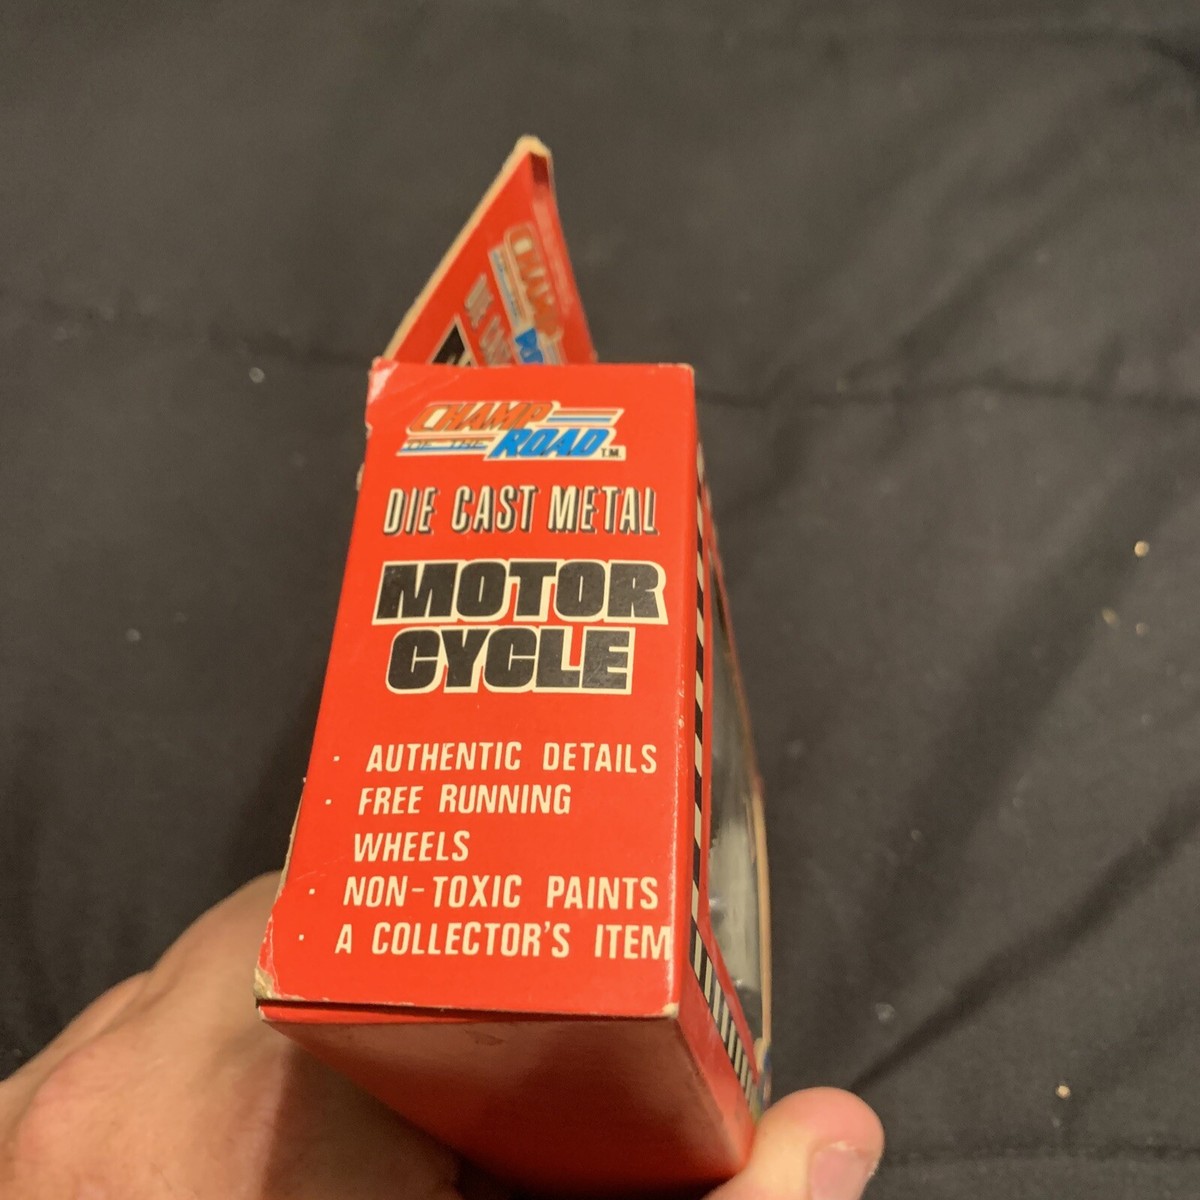 CHAMP
OF THE ROAD T.M.
DIE CAST METAL
MOTOR
CYCLE
· AUTHENTIC DETAILS
· FREE RUNNING
WHEELS
· NON-TOXIC PAINTS
· A COLLECTOR'S ITEM